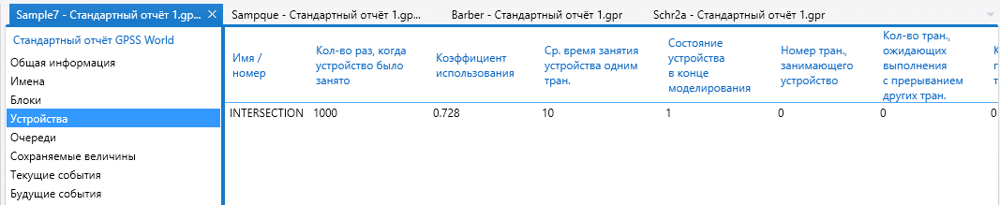 Sample7 - Стандартный отчёт 1.gp... ×
Sampque - Стандартный отчёт 1.gp...
Barber - Стандартный отчёт 1.gpr
Schr2a - Стандартный отчёт 1.gpr
Стандартный отчёт GPSS World
Общая информация
Имена
Блоки
Устройства
Очереди
Сохраняемые величины
Текущие события
Будущие события
Имя /
номер
Кол-во раз, когда
устройство было
занято
Коэффициент
использования
Ср. время занятия
устройства одним
тран.
Состояние
устройства
в конце
моделирования
Номер тран.,
занимающего
устройство
Кол-во тран.,
ожидающих
выполнения
с прерыванием
других тран.
INTERSECTION 1000 0.728 10 1 0 0 0